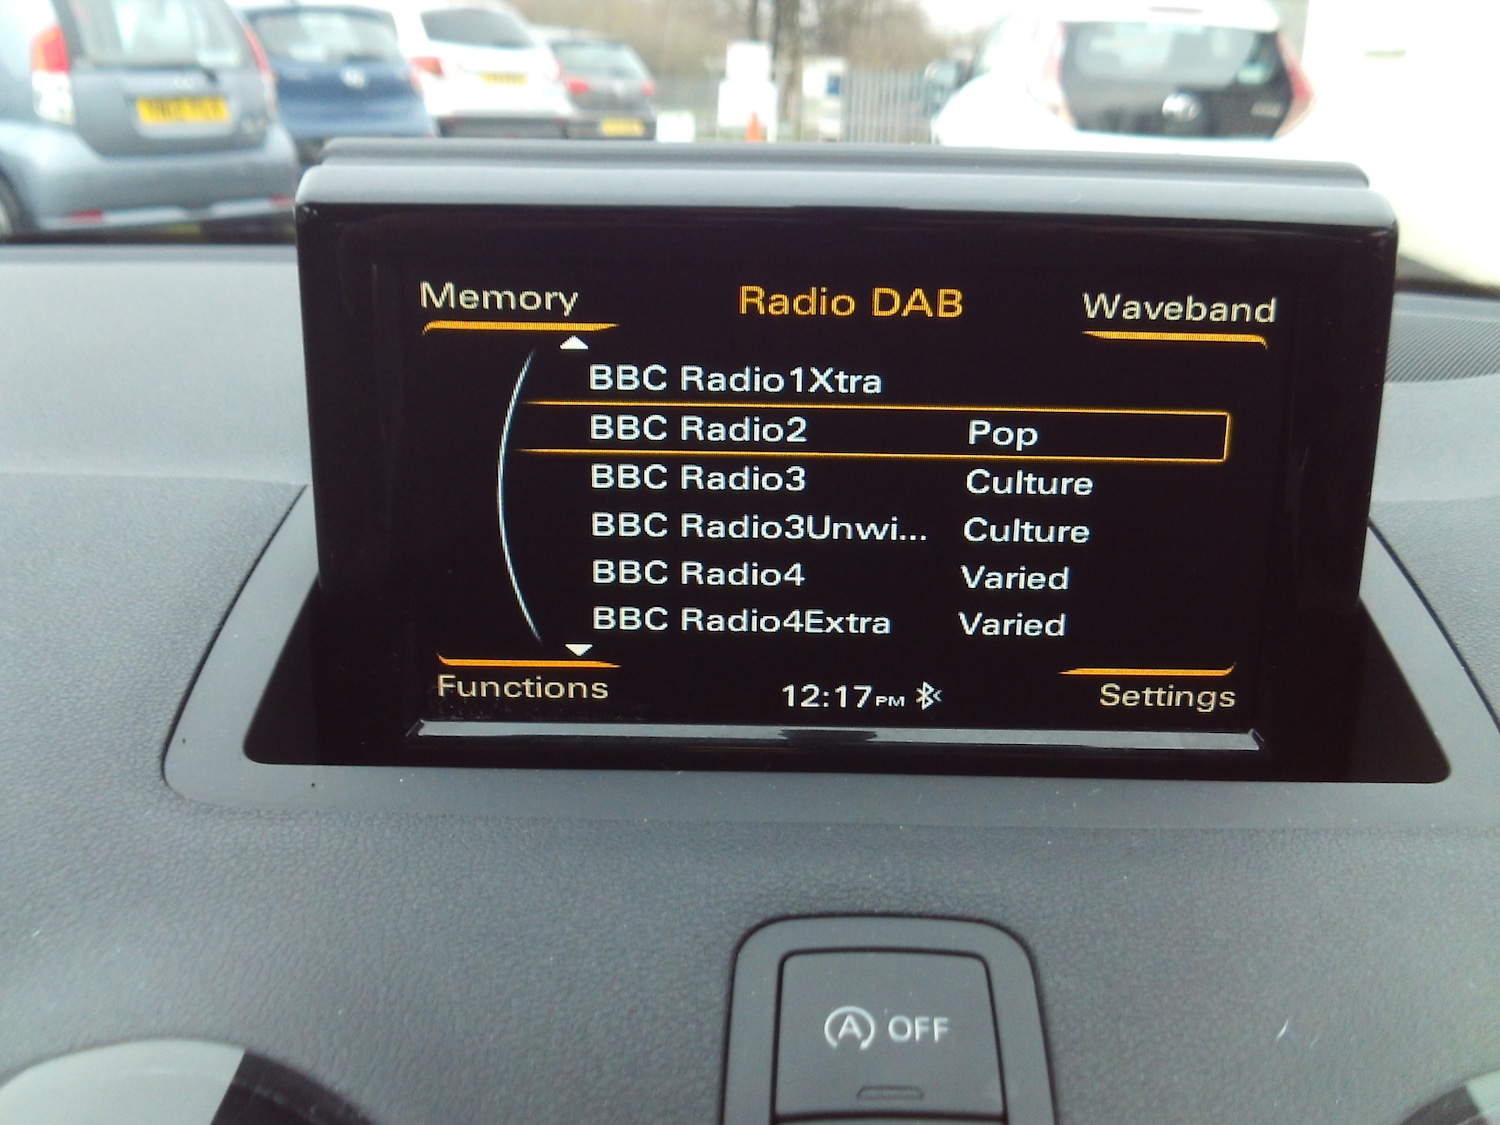 Memory Radio DAB Waveband
BBC Radio1Xtra
BBC Radio2 Pop
BBC Radio3 Culture
BBC Radio3Unwi... Culture
BBC Radio4 Varied
BBC Radio4Extra Varied
Functions 12:17PM Settings
A OFF